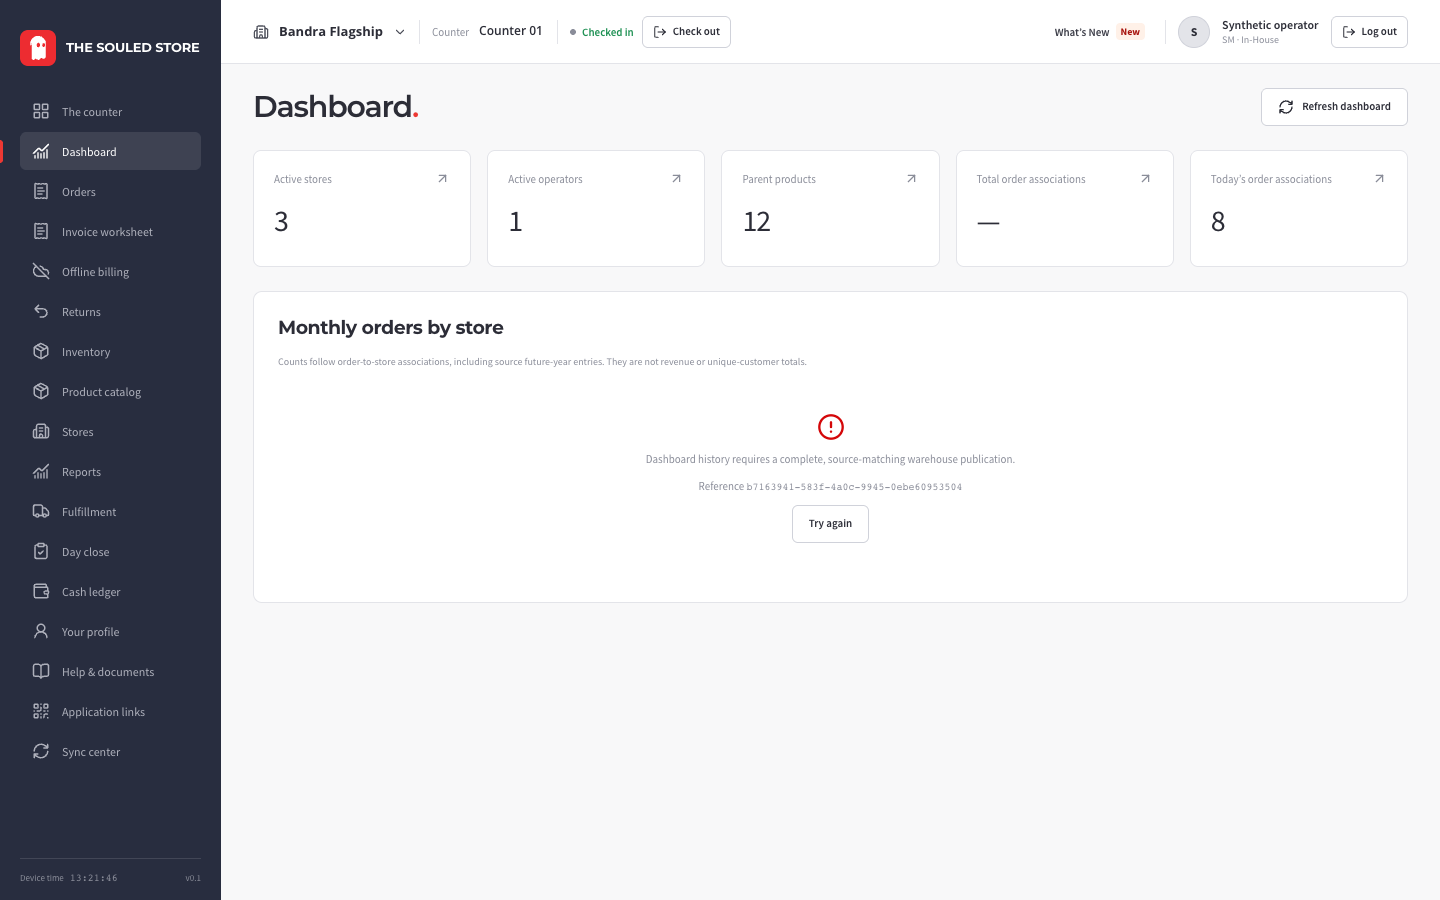 THE SOULED STORE
The counter
Dashboard
Orders
Invoice worksheet
Offline billing
Returns
Inventory
Product catalog
Stores
Reports
Fulfillment
Day close
Cash ledger
Your profile
Help & documents
Application links
Sync center
Device time 13:21:46 v0.1
Bandra Flagship Counter Counter 01 Checked in Check out
What's New New S Synthetic operator Log out
SM · In-House
Dashboard.
Refresh dashboard
Active stores Active operators Parent products Total order associations Today's order associations
3 1 12 — 8
Monthly orders by store
Counts follow order-to-store associations, including source future-year entries. They are not revenue or unique-customer totals.
Dashboard history requires a complete, source-matching warehouse publication.
Reference b7163941-583f-4a0c-9945-0ebe60953504
Try again